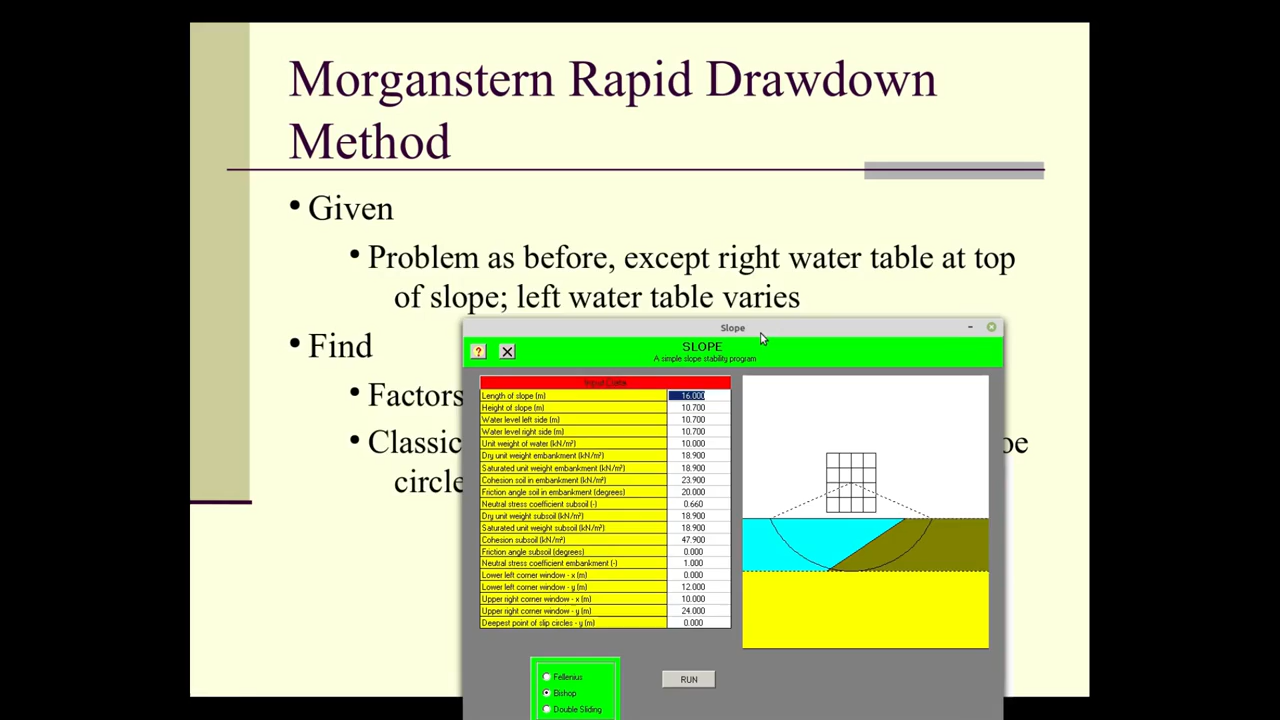 Morganstern Rapid Drawdown
Method
• Given
• Problem as before, except right water table at top
of slope; left water table varies
• Find
• Factors
• Classic
oe
circle
Slope
?
SLOPE
A simple slope stability program
Input Data
Length of slope (m) 16.000
Height of slope (m) 10.700
Water level left side (m) 10.700
Water level right side (m) 10.700
Unit weight of water (kN/m³) 10.000
Dry unit weight embankment (kN/m³) 18.900
Saturated unit weight embankment (kN/m³) 18.900
Cohesion soil in embankment (kN/m²) 23.900
Friction angle soil in embankment (degrees) 20.000
Neutral stress coefficient subsoil (-) 0.660
Dry unit weight subsoil (kN/m³) 18.900
Saturated unit weight subsoil (kN/m³) 18.900
Cohesion subsoil (kN/m²) 47.900
Friction angle subsoil (degrees) 0.000
Neutral stress coefficient embankment (-) 1.000
Lower left corner window - x (m) 0.000
Lower left corner window - y (m) 12.000
Upper right corner window - x (m) 10.000
Upper right corner window - y (m) 24.000
Deepest point of slip circles - y (m) 0.000
Fellenius
Bishop
Double Sliding
RUN